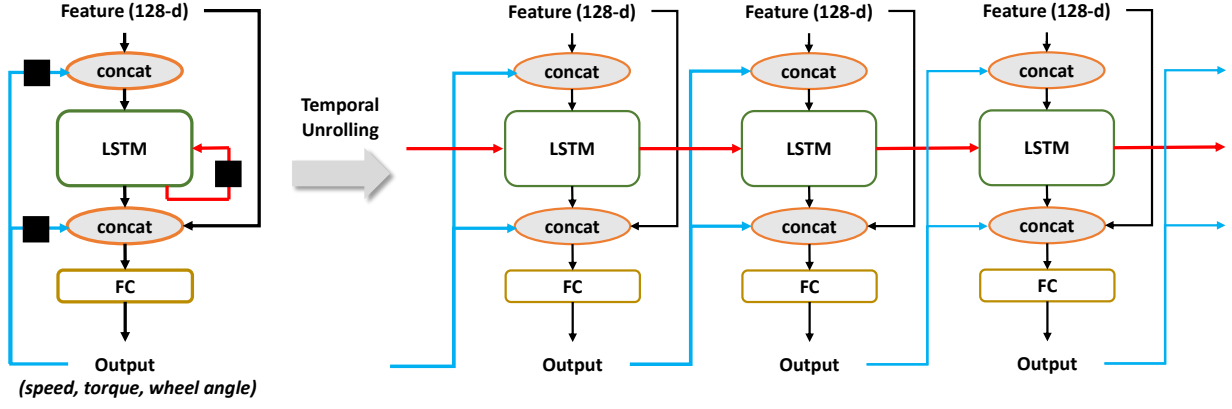 Feature (128-d)
concat
LSTM
concat
FC
Output
(speed, torque, wheel angle)
Temporal
Unrolling
Feature (128-d)
concat
LSTM
concat
FC
Output
Feature (128-d)
concat
LSTM
concat
FC
Output
Feature (128-d)
concat
LSTM
concat
FC
Output